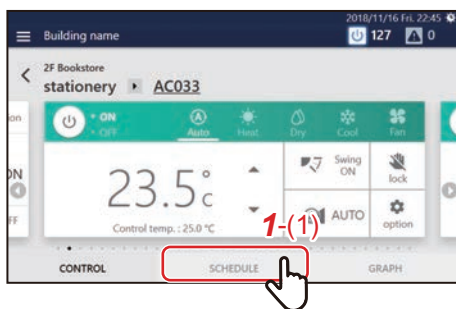 2018/11/16 Fri. 22:45
Building name
127
0
2F Bookstore
stationery
AC033
ON
OFF
Auto
Heat
Dry
Cool
Fan
23.5°c
Control temp. : 25.0 °C
Swing
ON
lock
AUTO
option
1-(1)
CONTROL
SCHEDULE
GRAPH